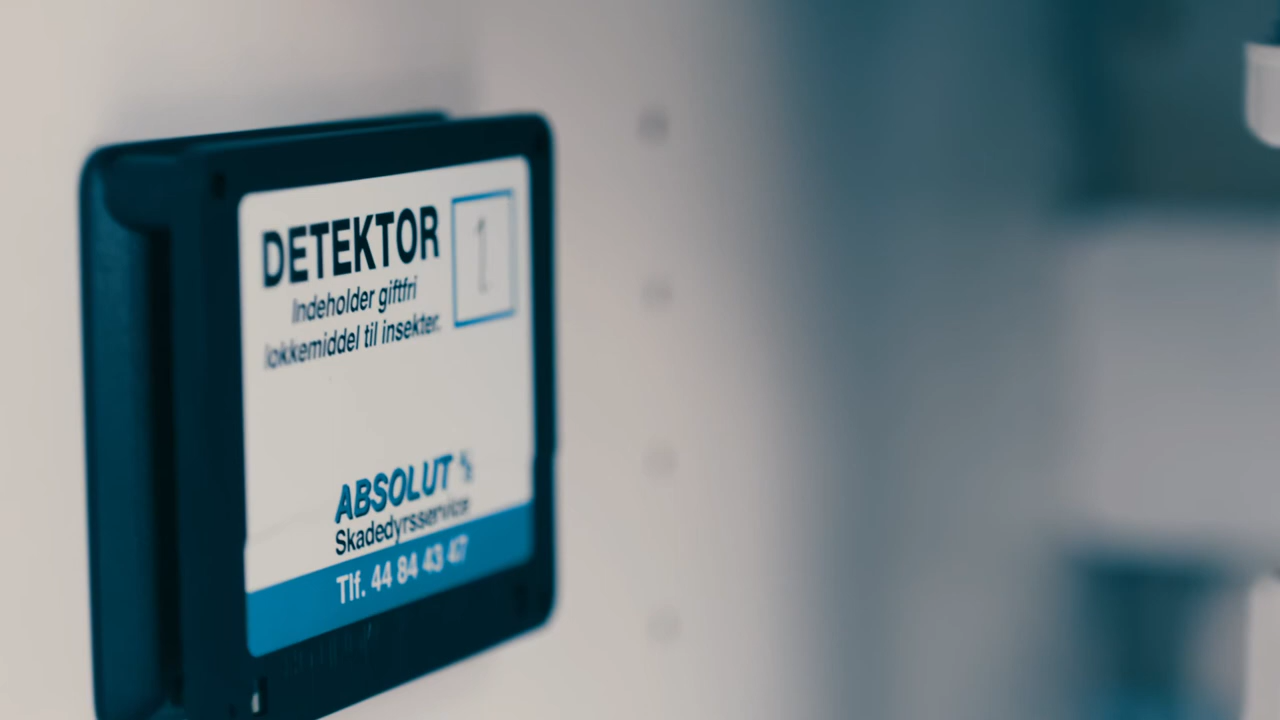 DETEKTOR
1
Indeholder giftfri
lokkemiddel til insekter.
ABSOLUT
Skadedyrsservice
Tlf. 44 84 43 47